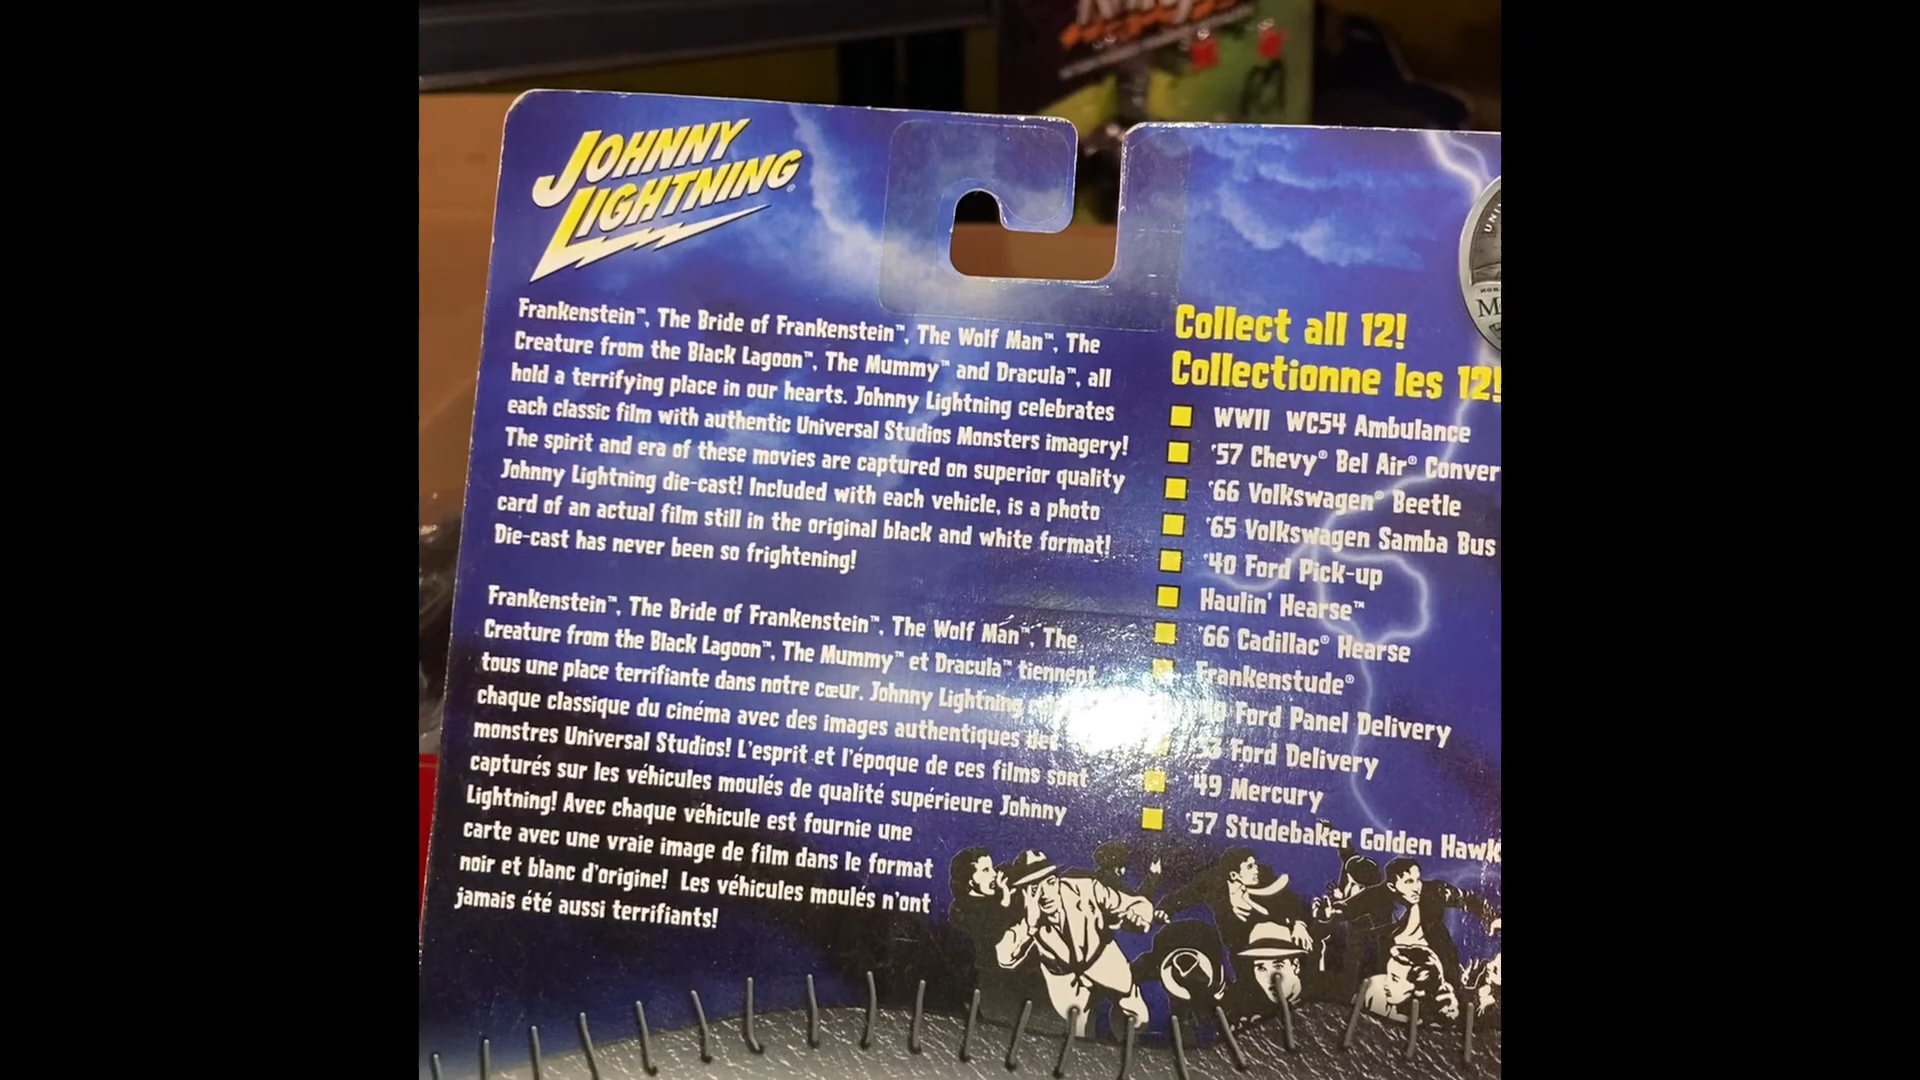 JOHNNY
LIGHTNING®
Frankenstein™, The Bride of Frankenstein™, The Wolf Man™, The
Creature from the Black Lagoon™, The Mummy™ and Dracula™, all
hold a terrifying place in our hearts. Johnny Lightning celebrates
each classic film with authentic Universal Studios Monsters imagery!
The spirit and era of these movies are captured on superior quality
Johnny Lightning die-cast! Included with each vehicle, is a photo
card of an actual film still in the original black and white format!
Die-cast has never been so frightening!
Frankenstein™, The Bride of Frankenstein™, The Wolf Man™, The
Creature from the Black Lagoon™, The Mummy™ et Dracula™ tiennent
tous une place terrifiante dans notre cœur. Johnny Lightning
chaque classique du cinéma avec des images authentiques des
monstres Universal Studios! L'esprit et l'époque de ces films sont
capturés sur les véhicules moulés de qualité supérieure Johnny
Lightning! Avec chaque véhicule est fournie une
carte avec une vraie image de film dans le format
noir et blanc d'origine! Les véhicules moulés n'ont
jamais été aussi terrifiants!
Collect all 12!
Collectionne les 12!
WWII WC54 Ambulance
'57 Chevy® Bel Air® Conver
'66 Volkswagen® Beetle
'65 Volkswagen Samba Bus
'40 Ford Pick-up
Haulin' Hearse™
'66 Cadillac® Hearse
Frankenstude®
Ford Panel Delivery
Ford Delivery
'49 Mercury
'57 Studebaker Golden Hawk